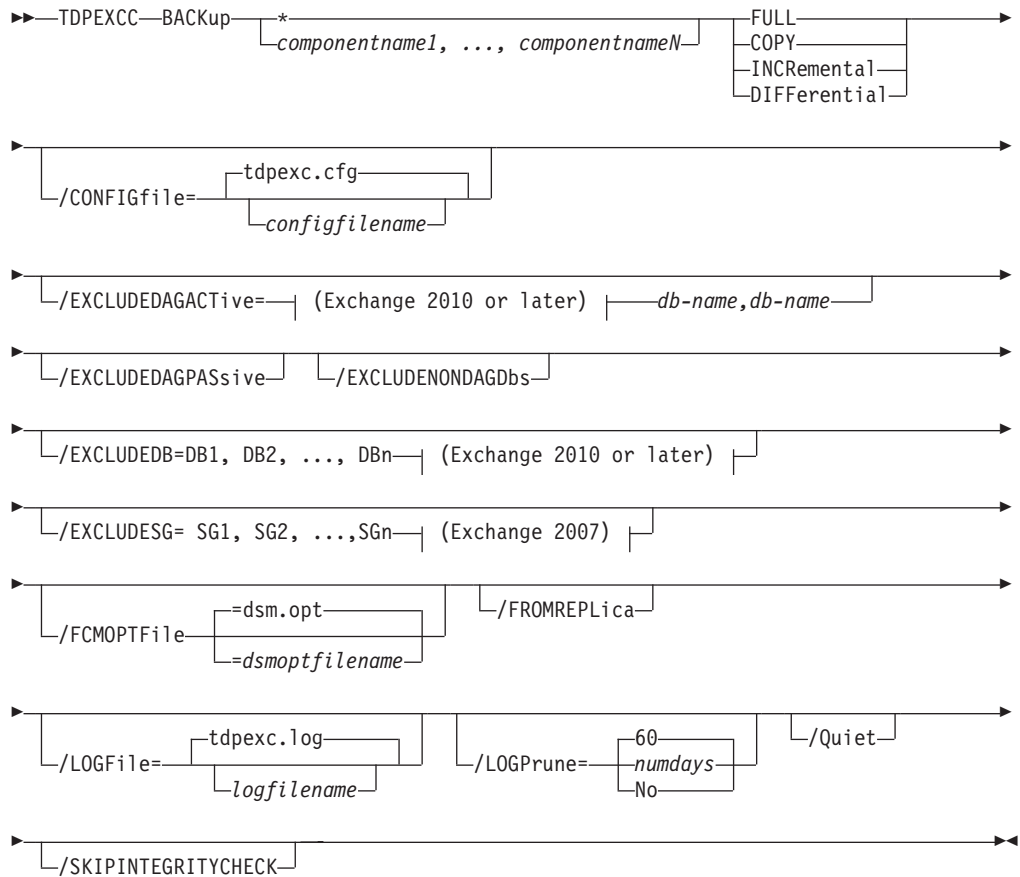 TDPEXCC BACKup * FULL
componentname1, ..., componentnameN COPY
INCRemental
DIFFerential
tdpexc.cfg
/CONFIGfile=
configfilename
/EXCLUDEDAGACTive= (Exchange 2010 or later) db-name,db-name
/EXCLUDEDAGPASsive /EXCLUDENONDAGDbs
/EXCLUDEDB=DB1, DB2, ..., DBn (Exchange 2010 or later)
/EXCLUDESG= SG1, SG2, ...,SGn (Exchange 2007)
=dsm.opt /FROMREPLica
/FCMOPTFile
=dsmoptfilename
tdpexc.log 60 /Quiet
/LOGFile= /LOGPrune= numdays
logfilename No
/SKIPINTEGRITYCHECK